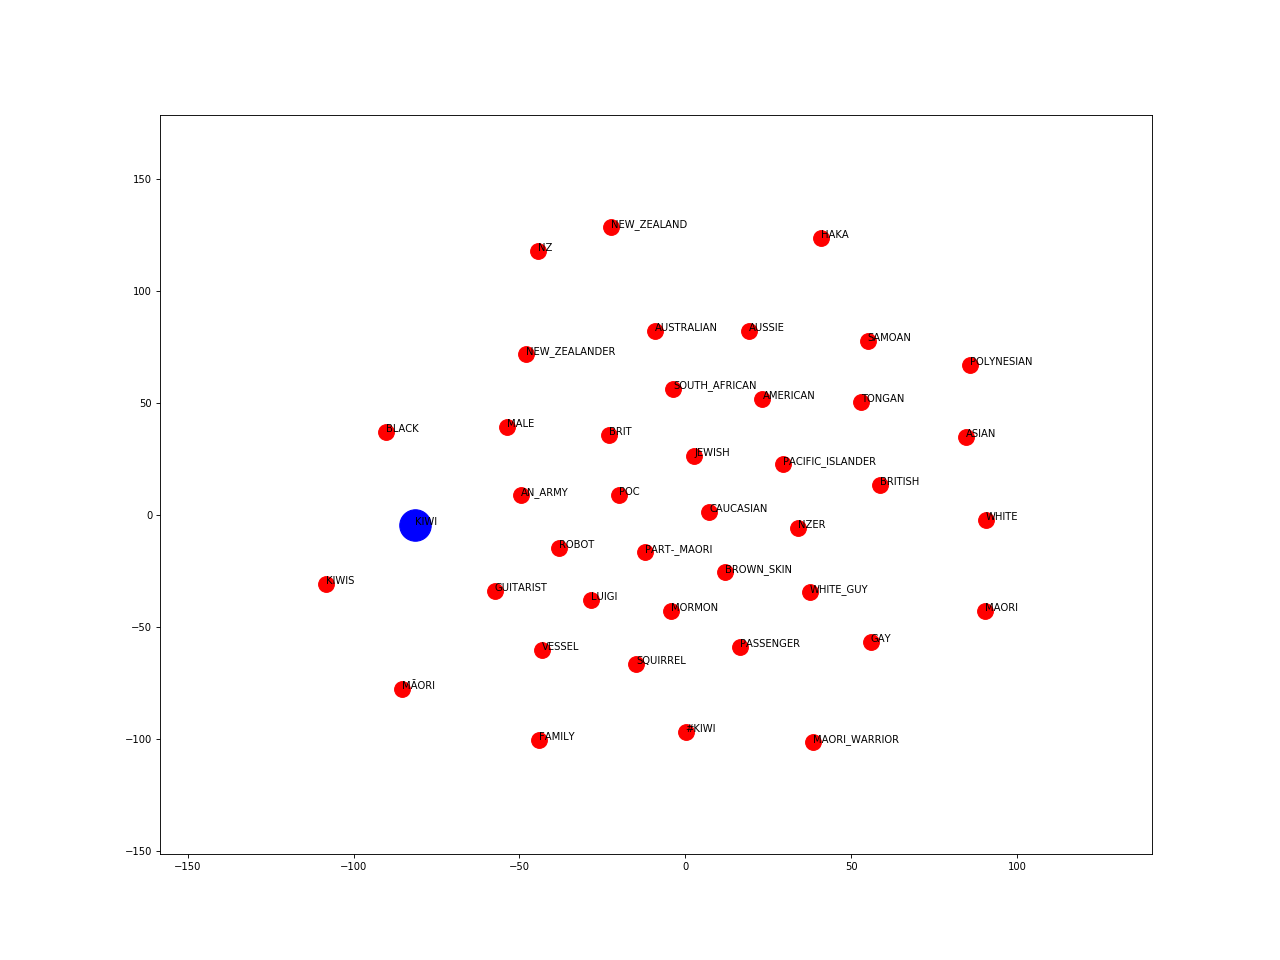 150
100
50
0
−50
−100
−150
−150
−100
−50
0
50
100
NEW_ZEALAND
HAKA
NZ
AUSTRALIAN
AUSSIE
SAMOAN
NEW_ZEALANDER
POLYNESIAN
SOUTH_AFRICAN
AMERICAN
TONGAN
BLACK
MALE
BRIT
ASIAN
JEWISH
PACIFIC_ISLANDER
BRITISH
AN_ARMY
POC
CAUCASIAN
WHITE
KIWI
NZER
ROBOT
PART-_MAORI
BROWN_SKIN
KIWIS
GUITARIST
LUIGI
WHITE_GUY
MORMON
MAORI
GAY
VESSEL
PASSENGER
SQUIRREL
MĀORI
FAMILY
#KIWI
MAORI_WARRIOR